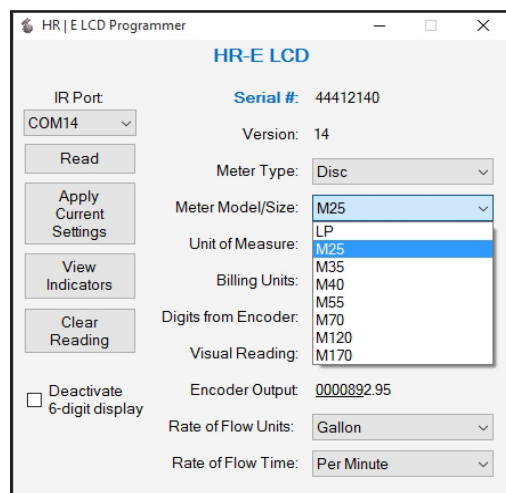 HR | E LCD Programmer
HR-E LCD
IR Port
COM14
Read
Apply
Current
Settings
View
Indicators
Clear
Reading
Deactivate
6-digit display
Serial #: 44412140
Version: 14
Meter Type: Disc
Meter Model/Size: M25
LP
M25
M35
M40
M55
M70
M120
M170
Unit of Measure:
Billing Units:
Digits from Encoder:
Visual Reading:
Encoder Output: 0000892.95
Rate of Flow Units: Gallon
Rate of Flow Time: Per Minute